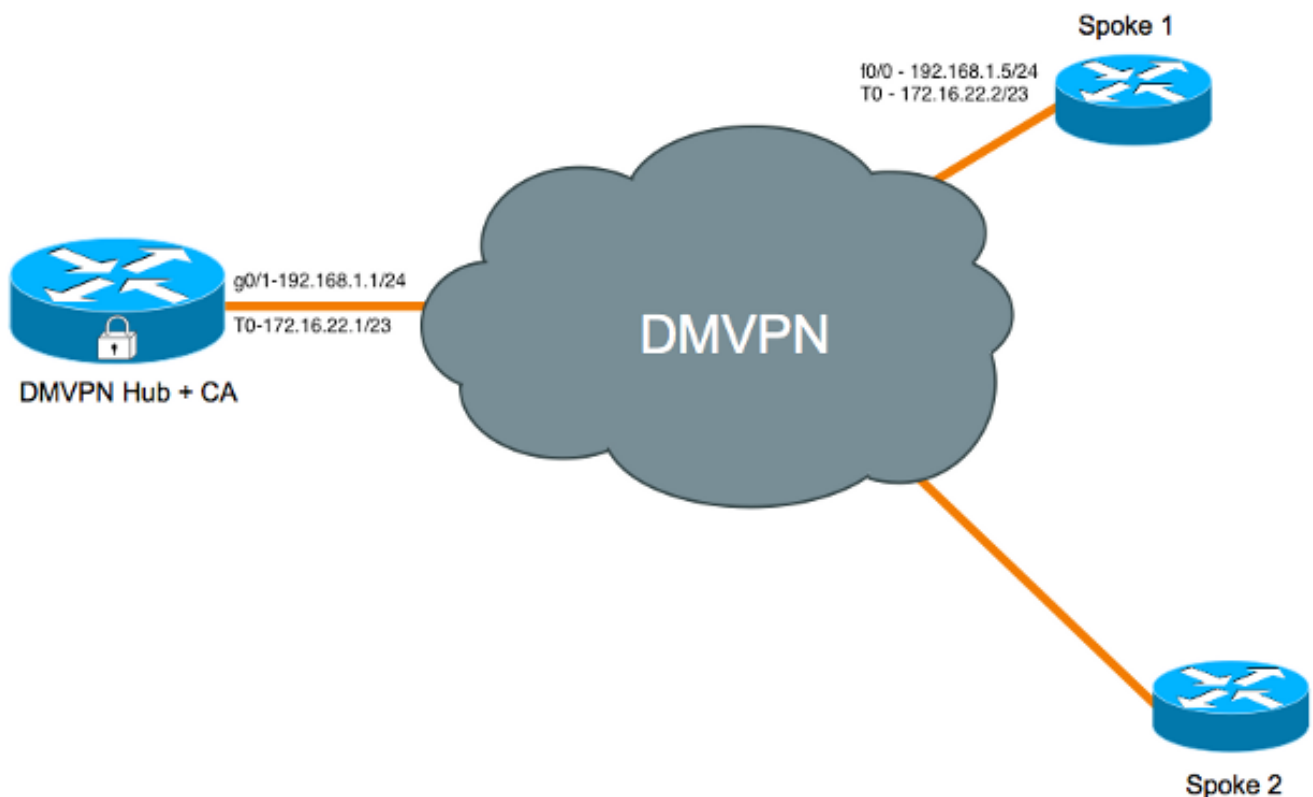 Spoke 1
f0/0 - 192.168.1.5/24
T0 - 172.16.22.2/23
g0/1-192.168.1.1/24
T0-172.16.22.1/23
DMVPN
DMVPN Hub + CA
Spoke 2